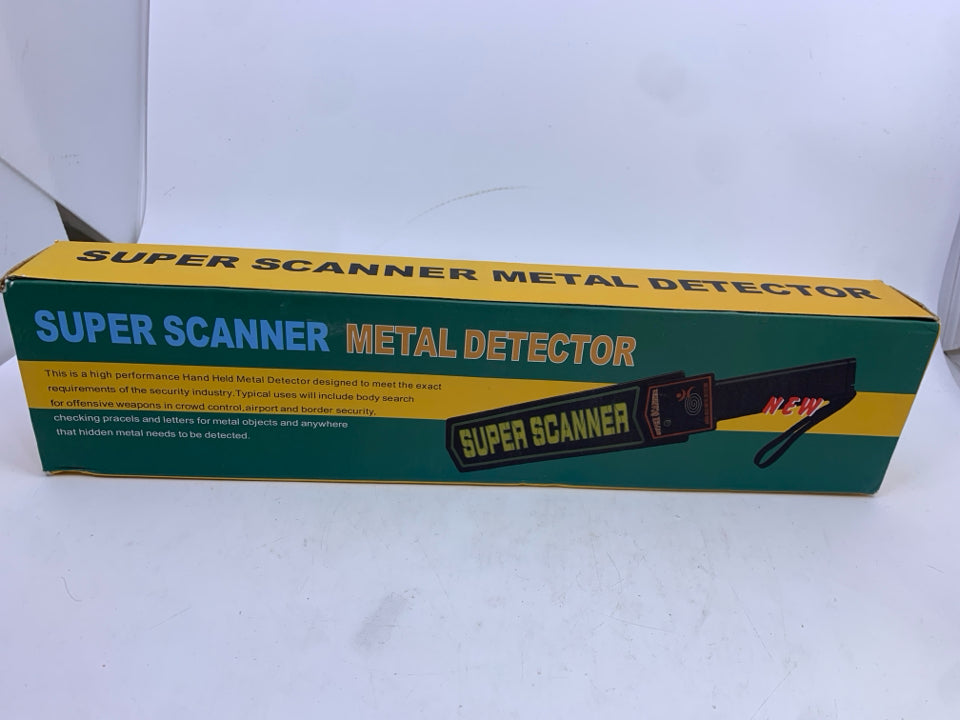 SUPER SCANNER METAL DETECTOR
SUPER SCANNER METAL DETECTOR
This is a high performance Hand Held Metal Detector designed to meet the exact
requirements of the security industry.Typical uses will include body search
for offensive weapons in crowd control,airport and border security,
checking pracels and letters for metal objects and anywhere
that hidden metal needs to be detected.
SUPER SCANNER
NEW